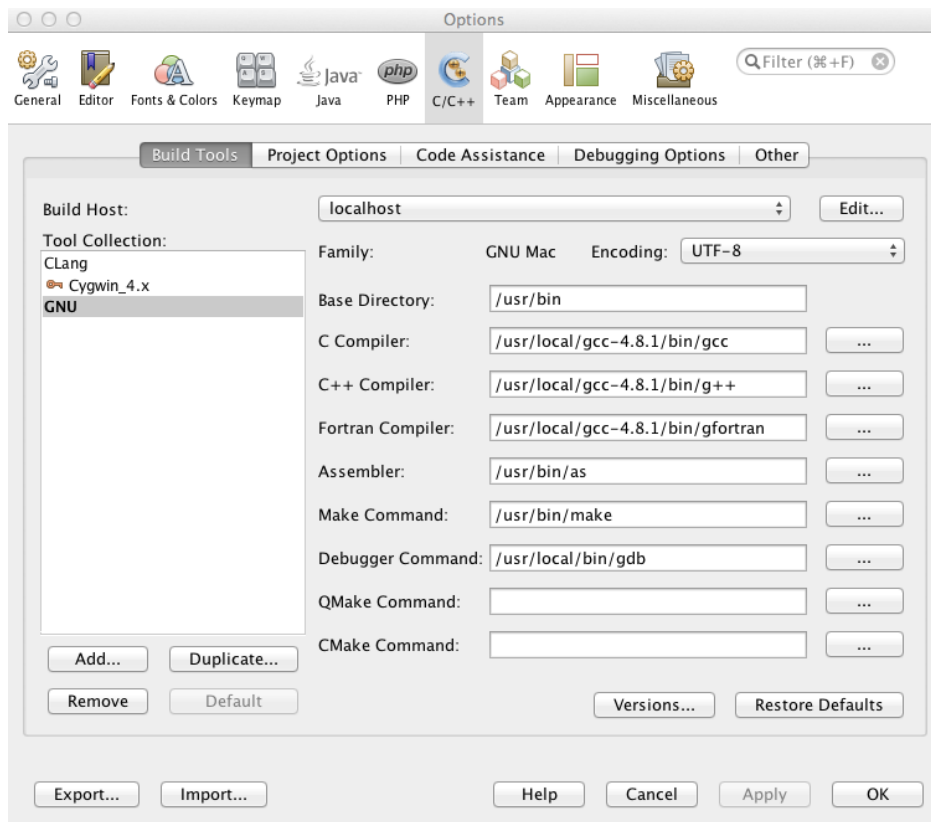 Options
Filter (⌘+F)
General Editor Fonts & Colors Keymap Java PHP C/C++ Team Appearance Miscellaneous
Build Tools Project Options Code Assistance Debugging Options Other
Build Host: localhost Edit...
Tool Collection:
CLang
Cygwin_4.x
GNU
Family: GNU Mac Encoding: UTF-8
Base Directory: /usr/bin
C Compiler: /usr/local/gcc-4.8.1/bin/gcc ...
C++ Compiler: /usr/local/gcc-4.8.1/bin/g++ ...
Fortran Compiler: /usr/local/gcc-4.8.1/bin/gfortran ...
Assembler: /usr/bin/as ...
Make Command: /usr/bin/make ...
Debugger Command: /usr/local/bin/gdb ...
QMake Command: ...
CMake Command: ...
Add... Duplicate...
Remove Default
Versions... Restore Defaults
Export... Import... Help Cancel Apply OK